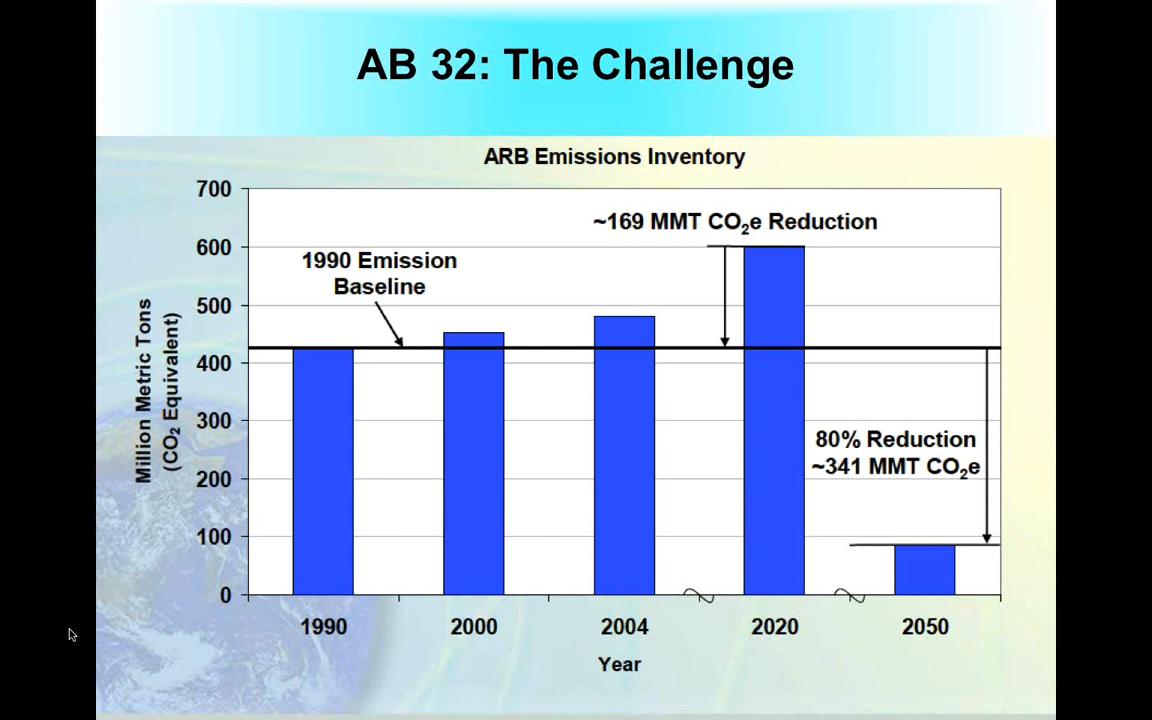 AB 32: The Challenge
ARB Emissions Inventory
700
600
500
400
300
200
100
0
Million Metric Tons
(CO₂ Equivalent)
~169 MMT CO₂e Reduction
1990 Emission
Baseline
80% Reduction
~341 MMT CO₂e
1990 2000 2004 2020 2050
Year